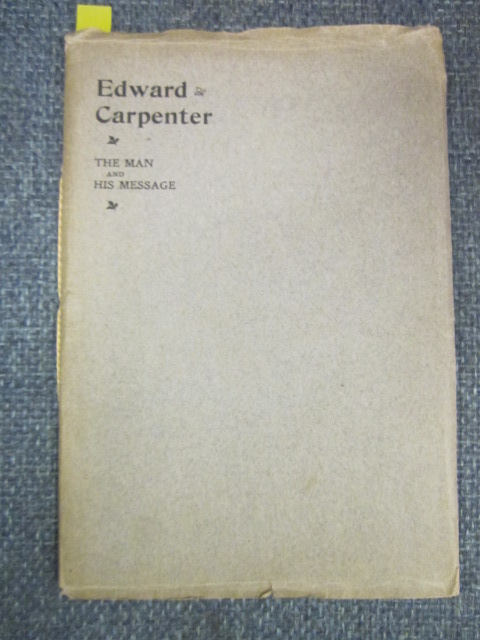 Edward
Carpenter
THE MAN
AND
HIS MESSAGE